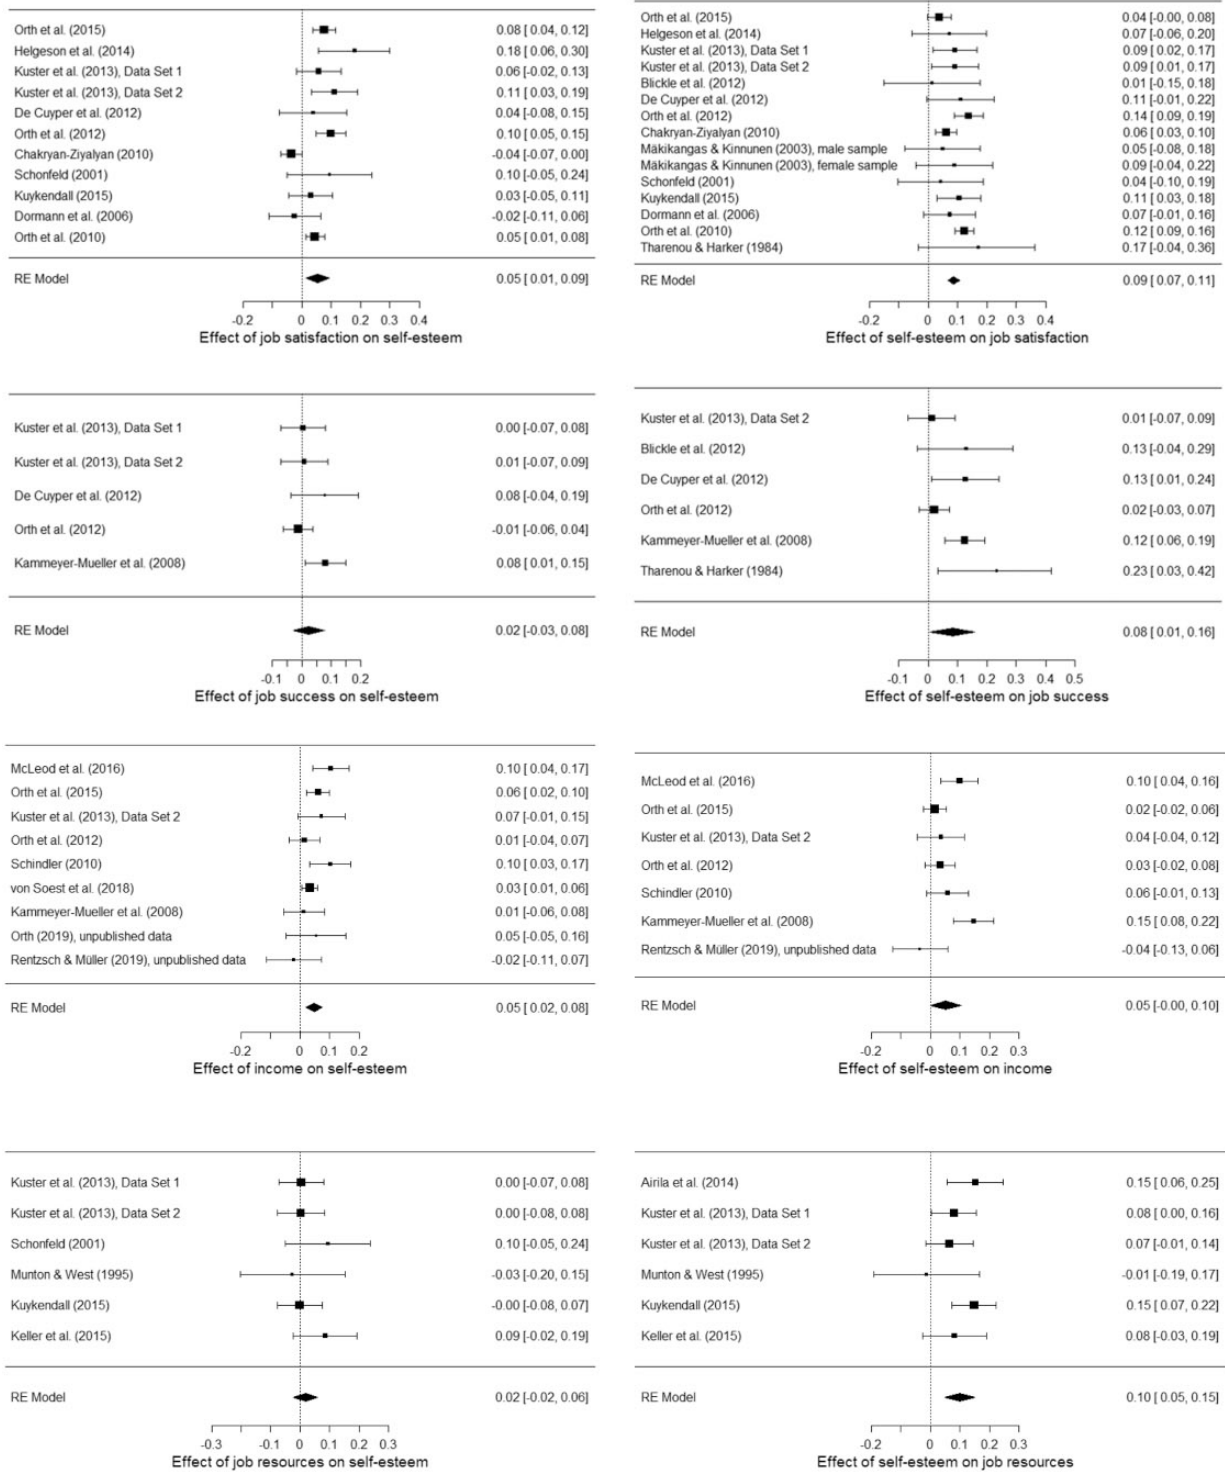 Orth et al. (2015) 0.08 [ 0.04, 0.12]
Helgeson et al. (2014) 0.18 [ 0.06, 0.30]
Kuster et al. (2013), Data Set 1 0.06 [-0.02, 0.13]
Kuster et al. (2013), Data Set 2 0.11 [ 0.03, 0.19]
De Cuyper et al. (2012) 0.04 [-0.08, 0.15]
Orth et al. (2012) 0.10 [ 0.05, 0.15]
Chakryan-Ziyalyan (2010) -0.04 [-0.07, 0.00]
Schonfeld (2001) 0.10 [-0.05, 0.24]
Kuykendall (2015) 0.03 [-0.05, 0.11]
Dormann et al. (2006) -0.02 [-0.11, 0.06]
Orth et al. (2010) 0.05 [ 0.01, 0.08]
RE Model 0.05 [ 0.01, 0.09]
-0.2 0 0.1 0.2 0.3 0.4
Effect of job satisfaction on self-esteem
Orth et al. (2015) 0.04 [-0.00, 0.08]
Helgeson et al. (2014) 0.07 [-0.06, 0.20]
Kuster et al. (2013), Data Set 1 0.09 [ 0.02, 0.17]
Kuster et al. (2013), Data Set 2 0.09 [ 0.01, 0.17]
Blickle et al. (2012) 0.01 [-0.15, 0.18]
De Cuyper et al. (2012) 0.11 [-0.01, 0.22]
Orth et al. (2012) 0.14 [ 0.09, 0.19]
Chakryan-Ziyalyan (2010) 0.06 [ 0.03, 0.10]
Mäkikangas & Kinnunen (2003), male sample 0.05 [-0.08, 0.18]
Mäkikangas & Kinnunen (2003), female sample 0.09 [-0.04, 0.22]
Schonfeld (2001) 0.04 [-0.10, 0.19]
Kuykendall (2015) 0.11 [ 0.03, 0.18]
Dormann et al. (2006) 0.07 [-0.01, 0.16]
Orth et al. (2010) 0.12 [ 0.09, 0.16]
Tharenou & Harker (1984) 0.17 [-0.04, 0.36]
RE Model 0.09 [ 0.07, 0.11]
-0.2 0 0.1 0.2 0.3 0.4
Effect of self-esteem on job satisfaction
Kuster et al. (2013), Data Set 1 0.00 [-0.07, 0.08]
Kuster et al. (2013), Data Set 2 0.01 [-0.07, 0.09]
De Cuyper et al. (2012) 0.08 [-0.04, 0.19]
Orth et al. (2012) -0.01 [-0.06, 0.04]
Kammeyer-Mueller et al. (2008) 0.08 [ 0.01, 0.15]
RE Model 0.02 [-0.03, 0.08]
-0.1 0 0.1 0.2
Effect of job success on self-esteem
Kuster et al. (2013), Data Set 2 0.01 [-0.07, 0.09]
Blickle et al. (2012) 0.13 [-0.04, 0.29]
De Cuyper et al. (2012) 0.13 [ 0.01, 0.24]
Orth et al. (2012) 0.02 [-0.03, 0.07]
Kammeyer-Mueller et al. (2008) 0.12 [ 0.06, 0.19]
Tharenou & Harker (1984) 0.23 [ 0.03, 0.42]
RE Model 0.08 [ 0.01, 0.16]
-0.1 0 0.1 0.2 0.3 0.5
Effect of self-esteem on job success
McLeod et al. (2016) 0.10 [ 0.04, 0.17]
Orth et al. (2015) 0.06 [ 0.02, 0.10]
Kuster et al. (2013), Data Set 2 0.07 [-0.01, 0.15]
Orth et al. (2012) 0.01 [-0.04, 0.07]
Schindler (2010) 0.10 [ 0.03, 0.17]
von Soest et al. (2018) 0.03 [ 0.01, 0.06]
Kammeyer-Mueller et al. (2008) 0.01 [-0.06, 0.08]
Orth (2019), unpublished data 0.05 [-0.05, 0.16]
Rentzsch & Müller (2019), unpublished data -0.02 [-0.11, 0.07]
RE Model 0.05 [ 0.02, 0.08]
-0.2 0 0.1 0.2
Effect of income on self-esteem
McLeod et al. (2016) 0.10 [ 0.04, 0.16]
Orth et al. (2015) 0.02 [-0.02, 0.06]
Kuster et al. (2013), Data Set 2 0.04 [-0.04, 0.12]
Orth et al. (2012) 0.03 [-0.02, 0.08]
Schindler (2010) 0.06 [-0.01, 0.13]
Kammeyer-Mueller et al. (2008) 0.15 [ 0.08, 0.22]
Rentzsch & Müller (2019), unpublished data -0.04 [-0.13, 0.06]
RE Model 0.05 [-0.00, 0.10]
-0.2 0 0.1 0.2 0.3
Effect of self-esteem on income
Kuster et al. (2013), Data Set 1 0.00 [-0.07, 0.08]
Kuster et al. (2013), Data Set 2 0.00 [-0.08, 0.08]
Schonfeld (2001) 0.10 [-0.05, 0.24]
Munton & West (1995) -0.03 [-0.20, 0.15]
Kuykendall (2015) -0.00 [-0.08, 0.07]
Keller et al. (2015) 0.09 [-0.02, 0.19]
RE Model 0.02 [-0.02, 0.06]
-0.3 -0.1 0 0.1 0.2 0.3
Effect of job resources on self-esteem
Airila et al. (2014) 0.15 [ 0.06, 0.25]
Kuster et al. (2013), Data Set 1 0.08 [ 0.00, 0.16]
Kuster et al. (2013), Data Set 2 0.07 [-0.01, 0.14]
Munton & West (1995) -0.01 [-0.19, 0.17]
Kuykendall (2015) 0.15 [ 0.07, 0.22]
Keller et al. (2015) 0.08 [-0.03, 0.19]
RE Model 0.10 [ 0.05, 0.15]
-0.2 0 0.1 0.2 0.3
Effect of self-esteem on job resources